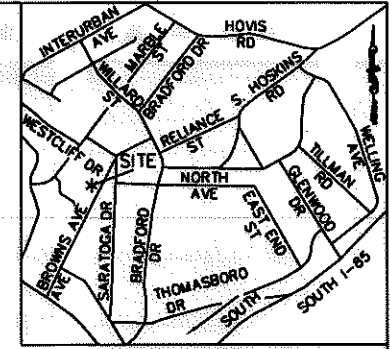 INTERURBAN
AVE
MARBLE
ST
WILLARD
ST
BRADFORD DR
HOVIS
RD
S. HOSKINS
RD
RELIANCE
ST
WESTCLIFF DR
SITE
*
NORTH
AVE
WELLING
AVE
TILLMAN
RD
GLENWOOD
DR
EAST END
ST
BROWNS AVE
AVE
SARATOGA DR
BRADFORD
DR
THOMASBORO
DR
SOUTH
SOUTH I-85